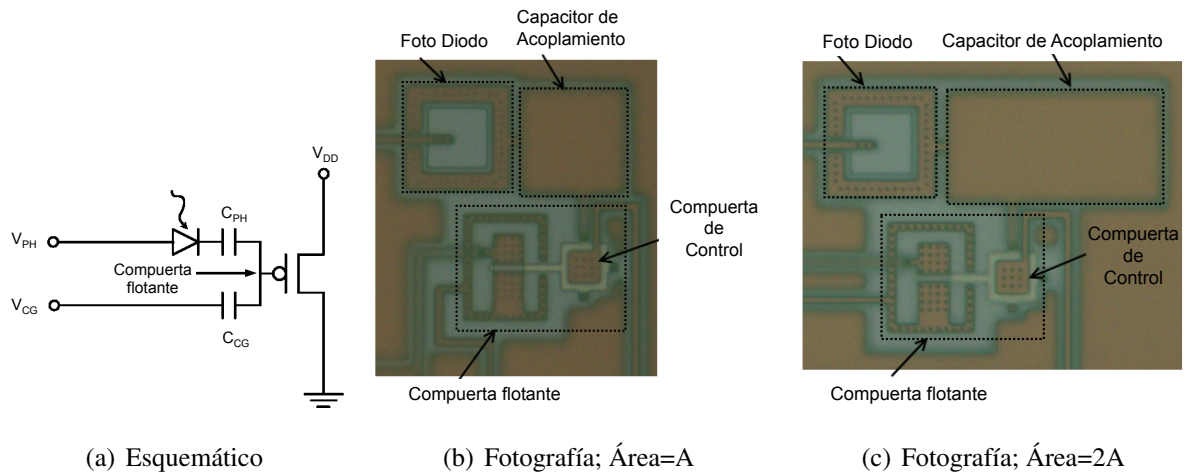 V_DD
C_PH
V_PH
Compuerta
flotante
V_CG
C_CG
(a) Esquemático
Foto Diodo
Capacitor de
Acoplamiento
Compuerta
de
Control
Compuerta flotante
(b) Fotografía; Área=A
Foto Diodo
Capacitor de Acoplamiento
Compuerta
de
Control
Compuerta flotante
(c) Fotografía; Área=2A